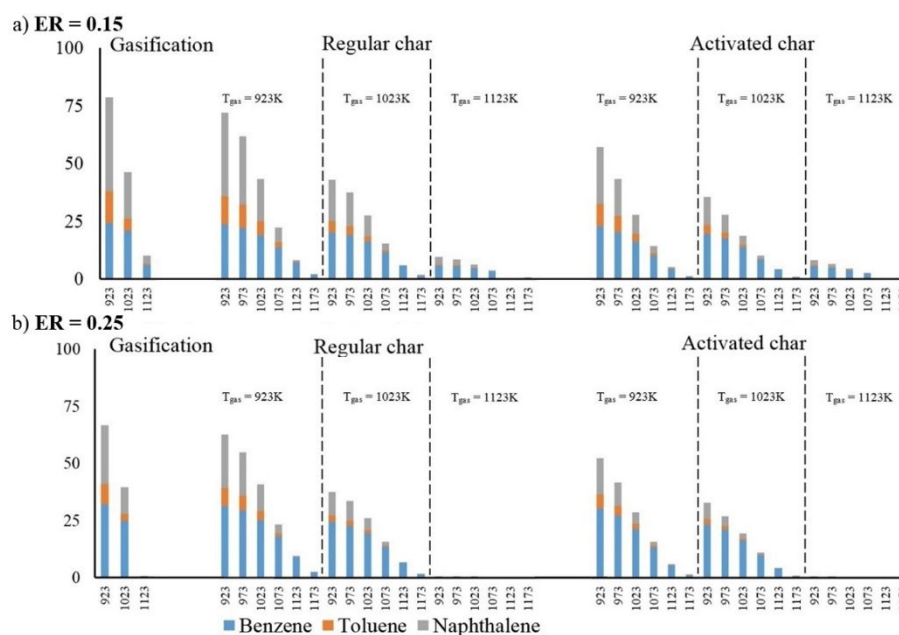 a) ER = 0.15
100
Gasification
Regular char
Activated char
75
T_gas = 923K
T_gas = 1023K
T_gas = 1123K
T_gas = 923K
T_gas = 1023K
T_gas = 1123K
50
25
0
923 1023 1123 923 973 1023 1073 1123 1173 923 973 1023 1073 1123 1173 923 973 1023 1073 1123 1173 923 973 1023 1073 1123 1173 923 973 1023 1073 1123 1173 923 973 1023 1073 1123
b) ER = 0.25
100
Gasification
Regular char
Activated char
75
T_gas = 923K
T_gas = 1023K
T_gas = 1123K
T_gas = 923K
T_gas = 1023K
T_gas = 1123K
50
25
0
923 1023 1123 923 973 1023 1073 1123 1173 923 973 1023 1073 1123 1173 923 973 1023 1073 1123 1173 923 973 1023 1073 1123 1173 923 973 1023 1073 1123 1173 923 973 1023 1073 1123
Benzene Toluene Naphthalene